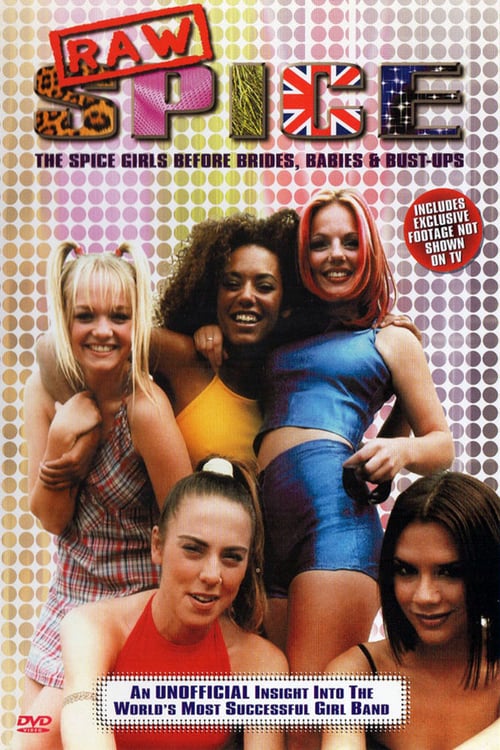 RAW
SPICE
THE SPICE GIRLS BEFORE BRIDES, BABIES & BUST-UPS
INCLUDES
EXCLUSIVE
FOOTAGE NOT
SHOWN
ON TV
AN UNOFFICIAL INSIGHT INTO THE
WORLD'S MOST SUCCESSFUL GIRL BAND
DVD
VIDEO